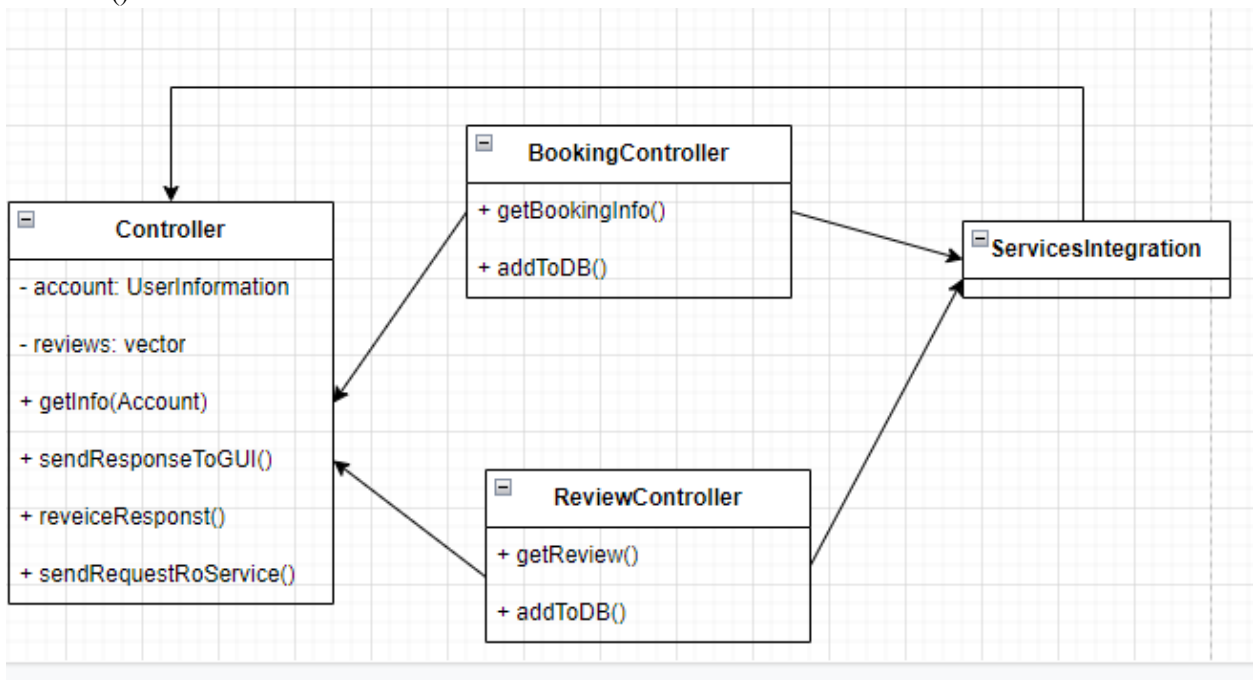 ()
BookingController
+ getBookingInfo()
+ addToDB()
Controller
- account: UserInformation
- reviews: vector
+ getInfo(Account)
+ sendResponseToGUI()
+ reveiceResponst()
+ sendRequestRoService()
ServicesIntegration
ReviewController
+ getReview()
+ addToDB()